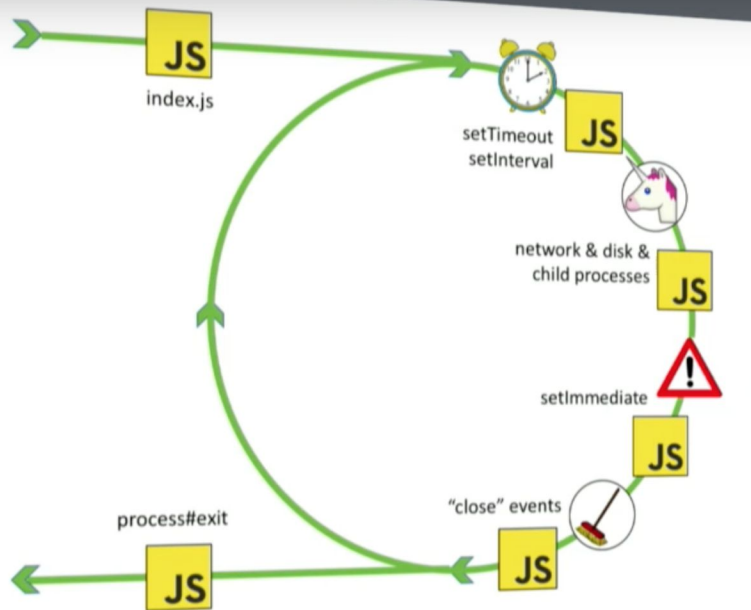 JS
index.js
setTimeout
setInterval
JS
network & disk &
child processes
JS
setImmediate
!
JS
"close" events
JS
process#exit
JS